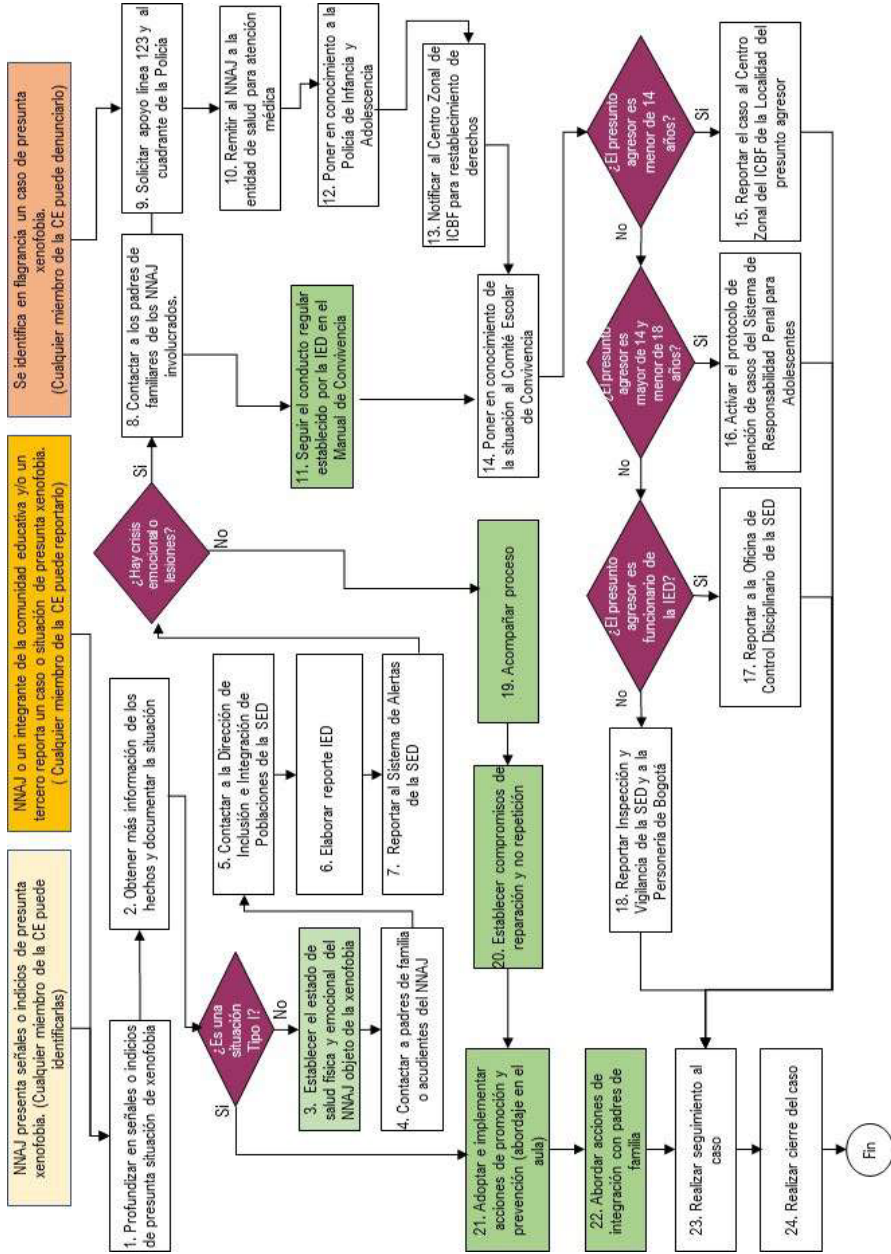 NNAJ presenta señales o indicios de presunta
xenofobia. (Cualquier miembro de la CE puede
identificarlas)
NNAJ o un integrante de la comunidad educativa y/o un
tercero reporta un caso o situación de presunta xenofobia.
( Cualquier miembro de la CE puede reportarlo)
Se identifica en flagrancia un caso de presunta
xenofobia.
(Cualquier miembro de la CE puede denunciarlo)
1. Profundizar en señales o indicios
de presunta situación de xenofobia
2. Obtener más información de los
hechos y documentar la situación
¿Es una
situación
Tipo I?
Si
No
3. Establecer el estado de
salud física y emocional del
NNAJ objeto de la xenofobia
4. Contactar a padres de familia
o acudientes del NNAJ
5. Contactar a la Dirección de
Inclusión e Integración de
Poblaciones de la SED
6. Elaborar reporte IED
7. Reportar al Sistema de Alertas
de la SED
¿Hay crisis
emocional o
lesiones?
Si
No
8. Contactar a los padres de
familiares de los NNAJ
involucrados.
9. Solicitar apoyo línea 123 y al
cuadrante de la Policía
10. Remitir al NNAJ a la
entidad de salud para atención
médica
11. Seguir el conducto regular
establecido por la IED en el
Manual de Convivencia
12. Poner en conocimiento a la
Policía de Infancia y
Adolescencia
13. Notificar al Centro Zonal de
ICBF para restablecimiento de
derechos
14. Poner en conocimiento de
la situación al Comité Escolar
de Convivencia
¿El presunto
agresor es
menor de 14
años?
Si
No
15. Reportar el caso al Centro
Zonal del ICBF de la Localidad del
presunto agresor
¿El presunto
agresor es
mayor de 14 y
menor de 18
años?
Si
No
16. Activar el protocolo de
atención de casos del Sistema de
Responsabilidad Penal para
Adolescentes
¿El presunto
agresor es
funcionario de
la IED?
Si
No
17. Reportar a la Oficina de
Control Disciplinario de la SED
18. Reportar Inspección y
Vigilancia de la SED y a la
Personería de Bogotá
19. Acompañar proceso
20. Establecer compromisos de
reparación y no repetición
21. Adoptar e implementar
acciones de promoción y
prevención (abordaje en el
aula)
22. Abordar acciones de
integración con padres de
familia
23. Realizar seguimiento al
caso
24. Realizar cierre del caso
Fin